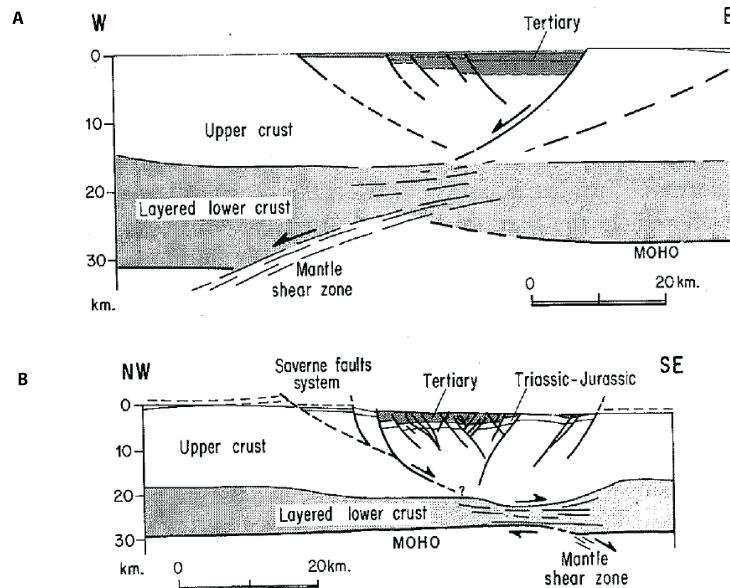 A
W
E
Tertiary
0
Upper crust
10
20
Layered lower crust
30
km.
Mantle
shear zone
MOHO
0
20 km.
B
NW
SE
Saverne faults
system
Tertiary
Triassic-Jurassic
0
Upper crust
10
20
?
Layered lower crust
30
MOHO
km.
0
20km.
Mantle
shear zone